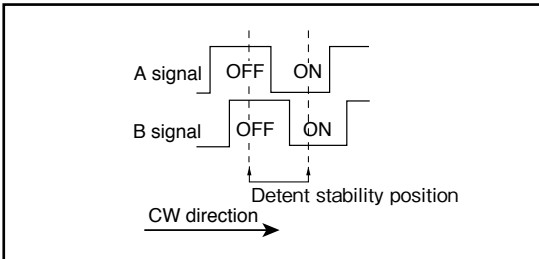 A signal OFF ON
B signal OFF ON
Detent stability position
CW direction